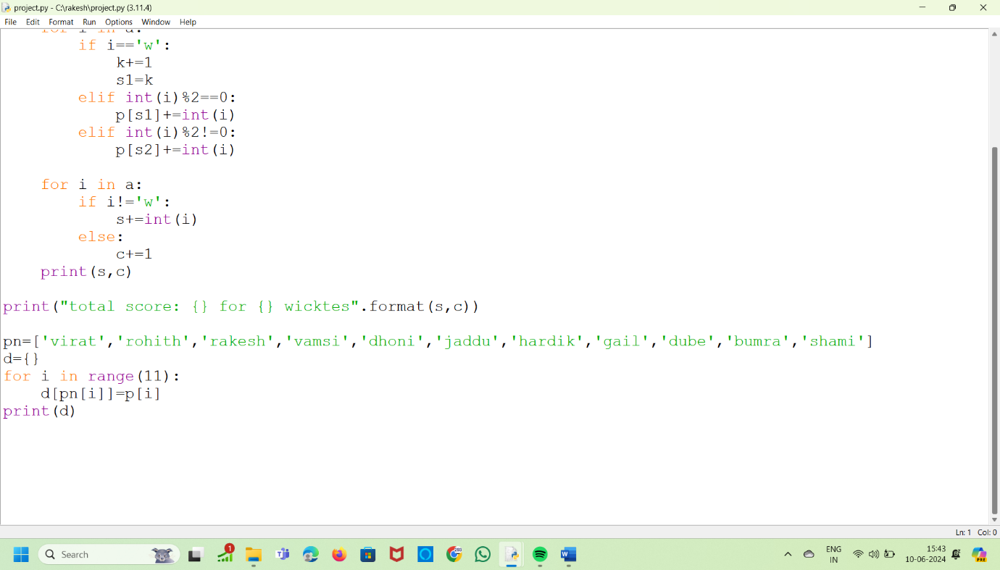 project.py - C:\rakesh\project.py (3.11.4)
File Edit Format Run Options Window Help
for i in a:
if i=='w':
k+=1
s1=k
elif int(i)%2==0:
p[s1]+=int(i)
elif int(i)%2!=0:
p[s2]+=int(i)
for i in a:
if i!='w':
s+=int(i)
else:
c+=1
print(s,c)
print("total score: {} for {} wicktes".format(s,c))
pn=['virat','rohith','rakesh','vamsi','dhoni','jaddu','hardik','gail','dube','bumra','shami']
d={}
for i in range(11):
d[pn[i]]=p[i]
print(d)
Ln: 1 Col: 0
Search
1
293
ENG
IN
15:43
10-06-2024
PRE